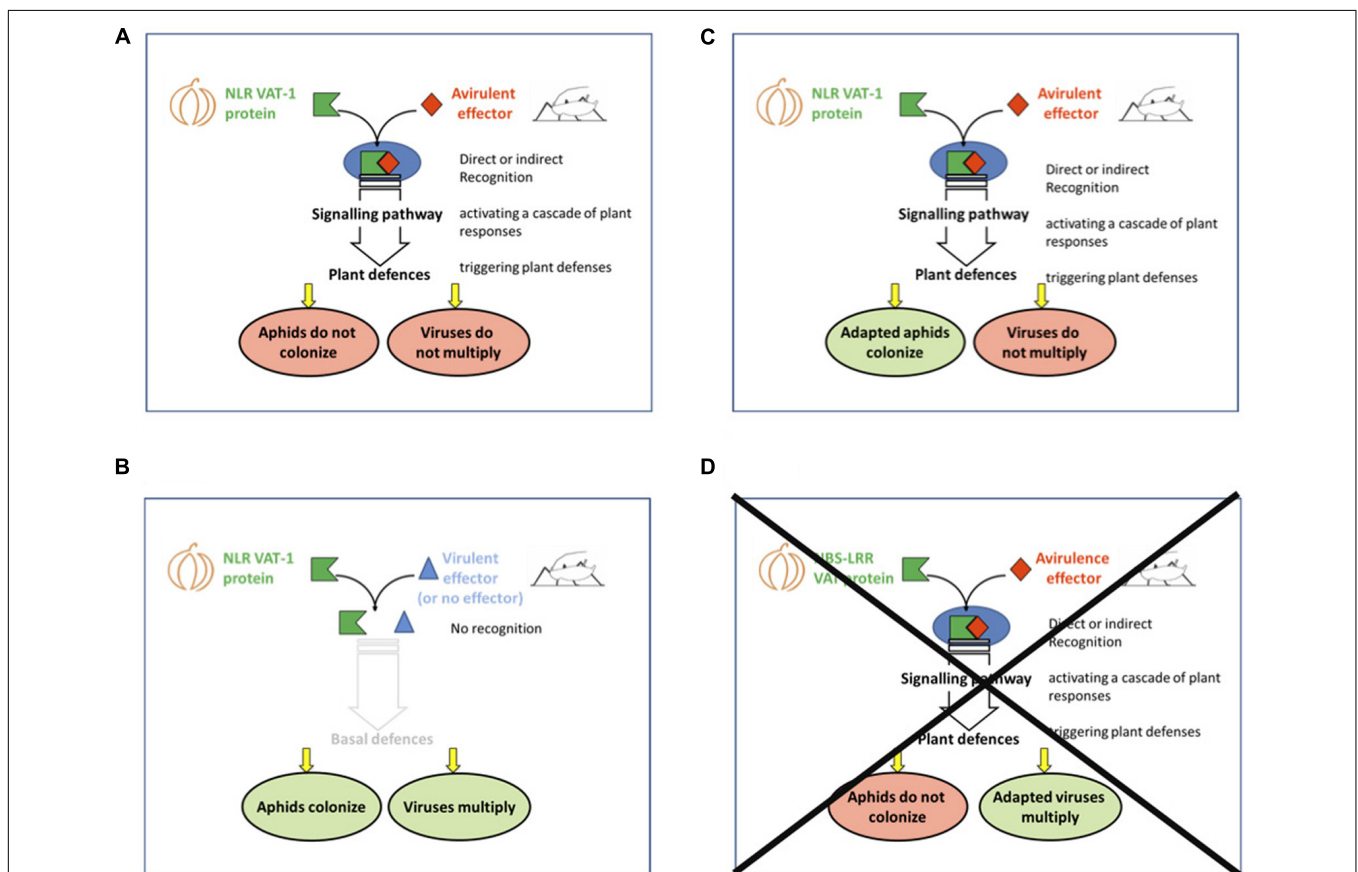 A
NLR VAT-1
protein
Avirulent
effector
Direct or indirect
Recognition
Signalling pathway
activating a cascade of plant
responses
Plant defences
triggering plant defenses
Aphids do not
colonize
Viruses do
not multiply
C
NLR VAT-1
protein
Avirulent
effector
Direct or indirect
Recognition
Signalling pathway
activating a cascade of plant
responses
Plant defences
triggering plant defenses
Adapted aphids
colonize
Viruses do
not multiply
B
NLR VAT-1
protein
Virulent
effector
(or no effector)
No recognition
Basal defences
Aphids colonize
Viruses multiply
D
NBS-LRR
VAT protein
Avirulence
effector
Direct or indirect
Recognition
Signalling pathway
activating a cascade of plant
responses
Plant defences
triggering plant defenses
Aphids do not
colonize
Adapted viruses
multiply